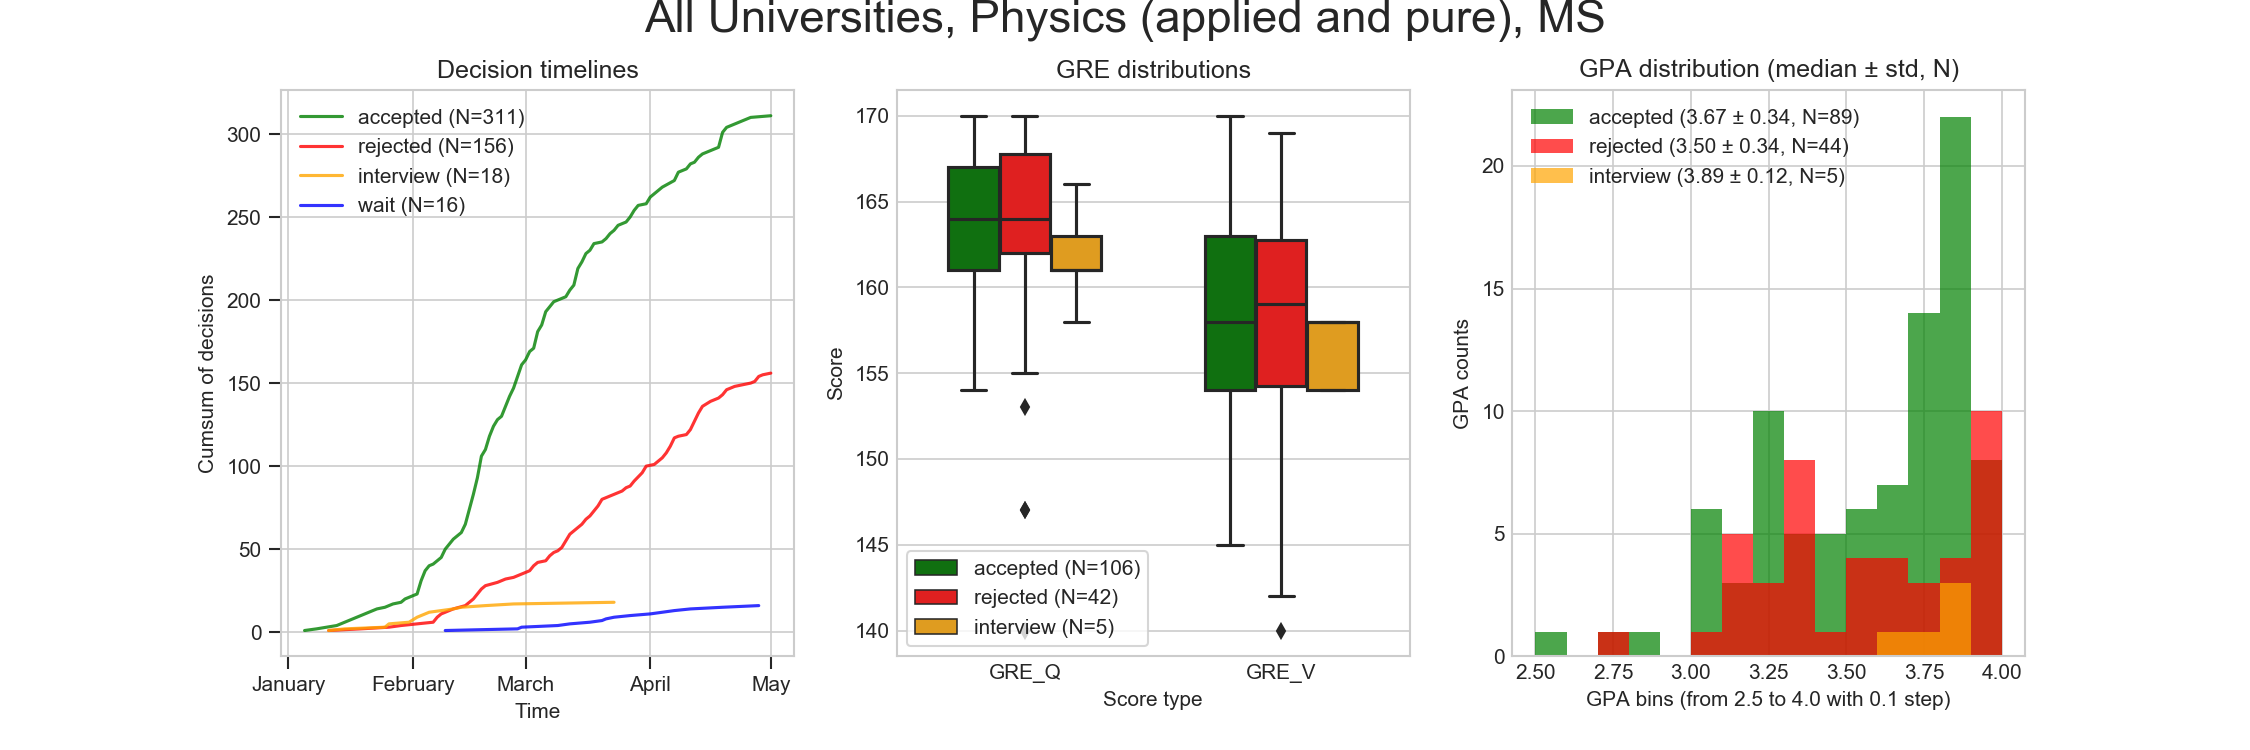 All Universities, Physics (applied and pure), MS
Decision timelines
accepted (N=311)
rejected (N=156)
interview (N=18)
wait (N=16)
300
250
200
150
100
50
0
Cumsum of decisions
January February March April May
Time
GRE distributions
170
165
160
155
150
145
140
Score
accepted (N=106)
rejected (N=42)
interview (N=5)
GRE_Q GRE_V
Score type
GPA distribution (median ± std, N)
accepted (3.67 ± 0.34, N=89)
rejected (3.50 ± 0.34, N=44)
interview (3.89 ± 0.12, N=5)
20
15
10
5
0
GPA counts
2.50 2.75 3.00 3.25 3.50 3.75 4.00
GPA bins (from 2.5 to 4.0 with 0.1 step)